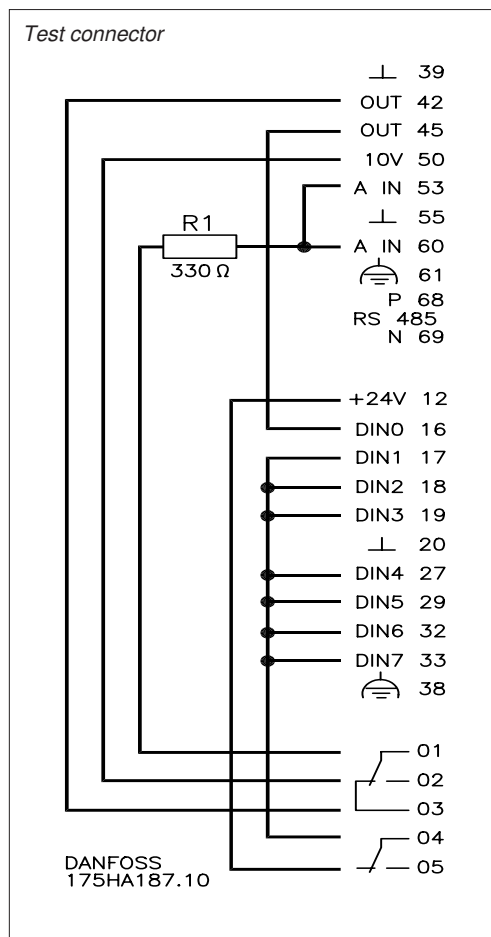 Test connector
⊥ 39
OUT 42
OUT 45
10V 50
A IN 53
⊥ 55
R1
A IN 60
330 Ω
61
P 68
RS 485
N 69
+24V 12
DIN0 16
DIN1 17
DIN2 18
DIN3 19
⊥ 20
DIN4 27
DIN5 29
DIN6 32
DIN7 33
38
01
02
03
04
05
DANFOSS
175HA187.10